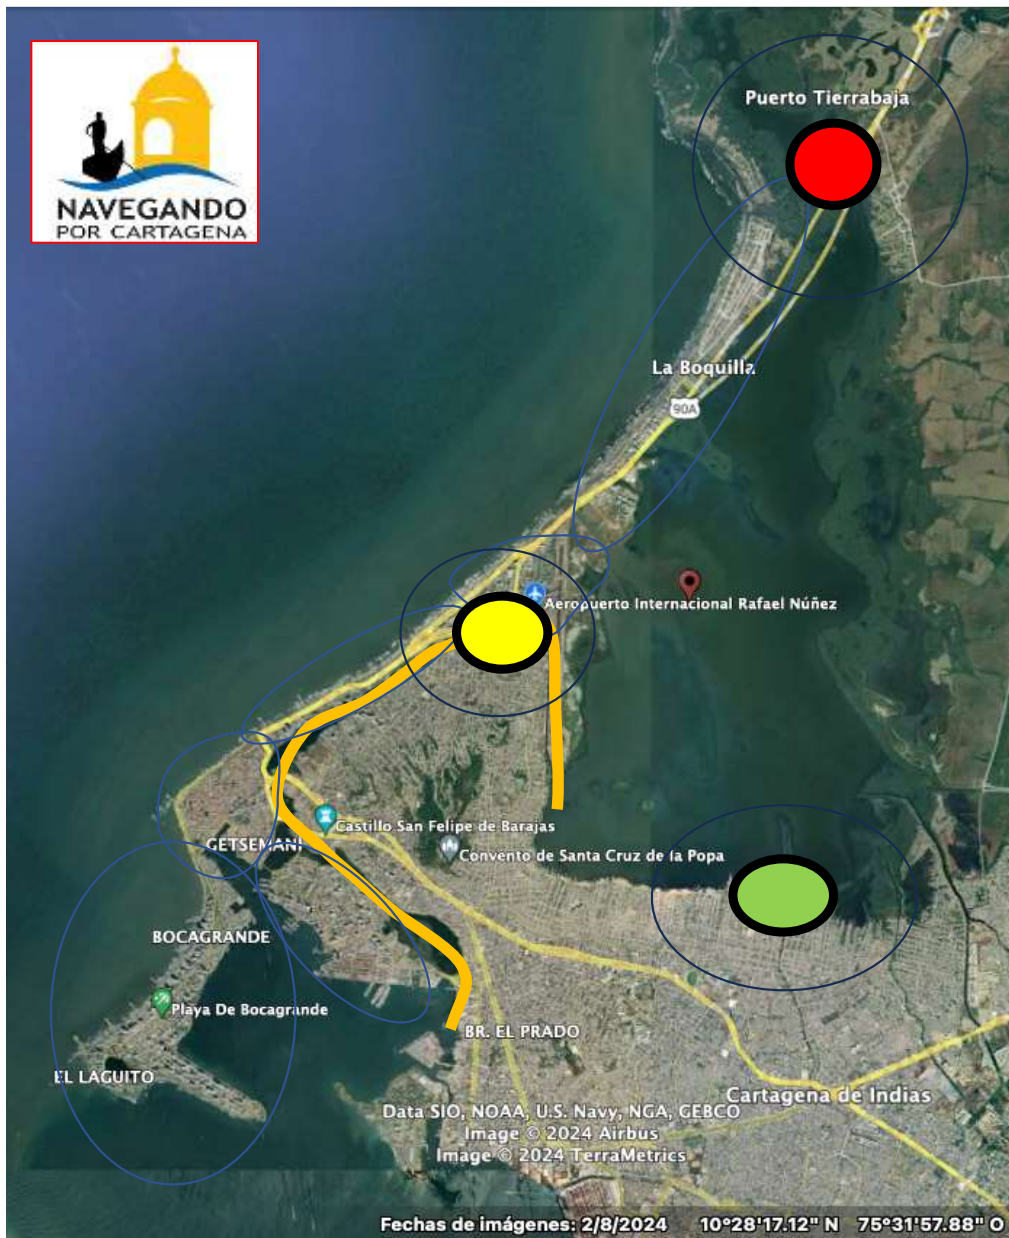 NAVEGANDO
POR CARTAGENA
Puerto Tierrabaja
La Boquilla
90A
Aeropuerto Internacional Rafael Núñez
Castillo San Felipe de Barajas
GETSEMANI
Convento de Santa Cruz de la Popa
BOCAGRANDE
Playa De Bocagrande
BR. EL PRADO
EL LAGUITO
Cartagena de Indias
Data SIO, NOAA, U.S. Navy, NGA, GEBCO
Image © 2024 Airbus
Image © 2024 TerraMetrics
Fechas de imágenes: 2/8/2024 10°28'17.12" N 75°31'57.88" O